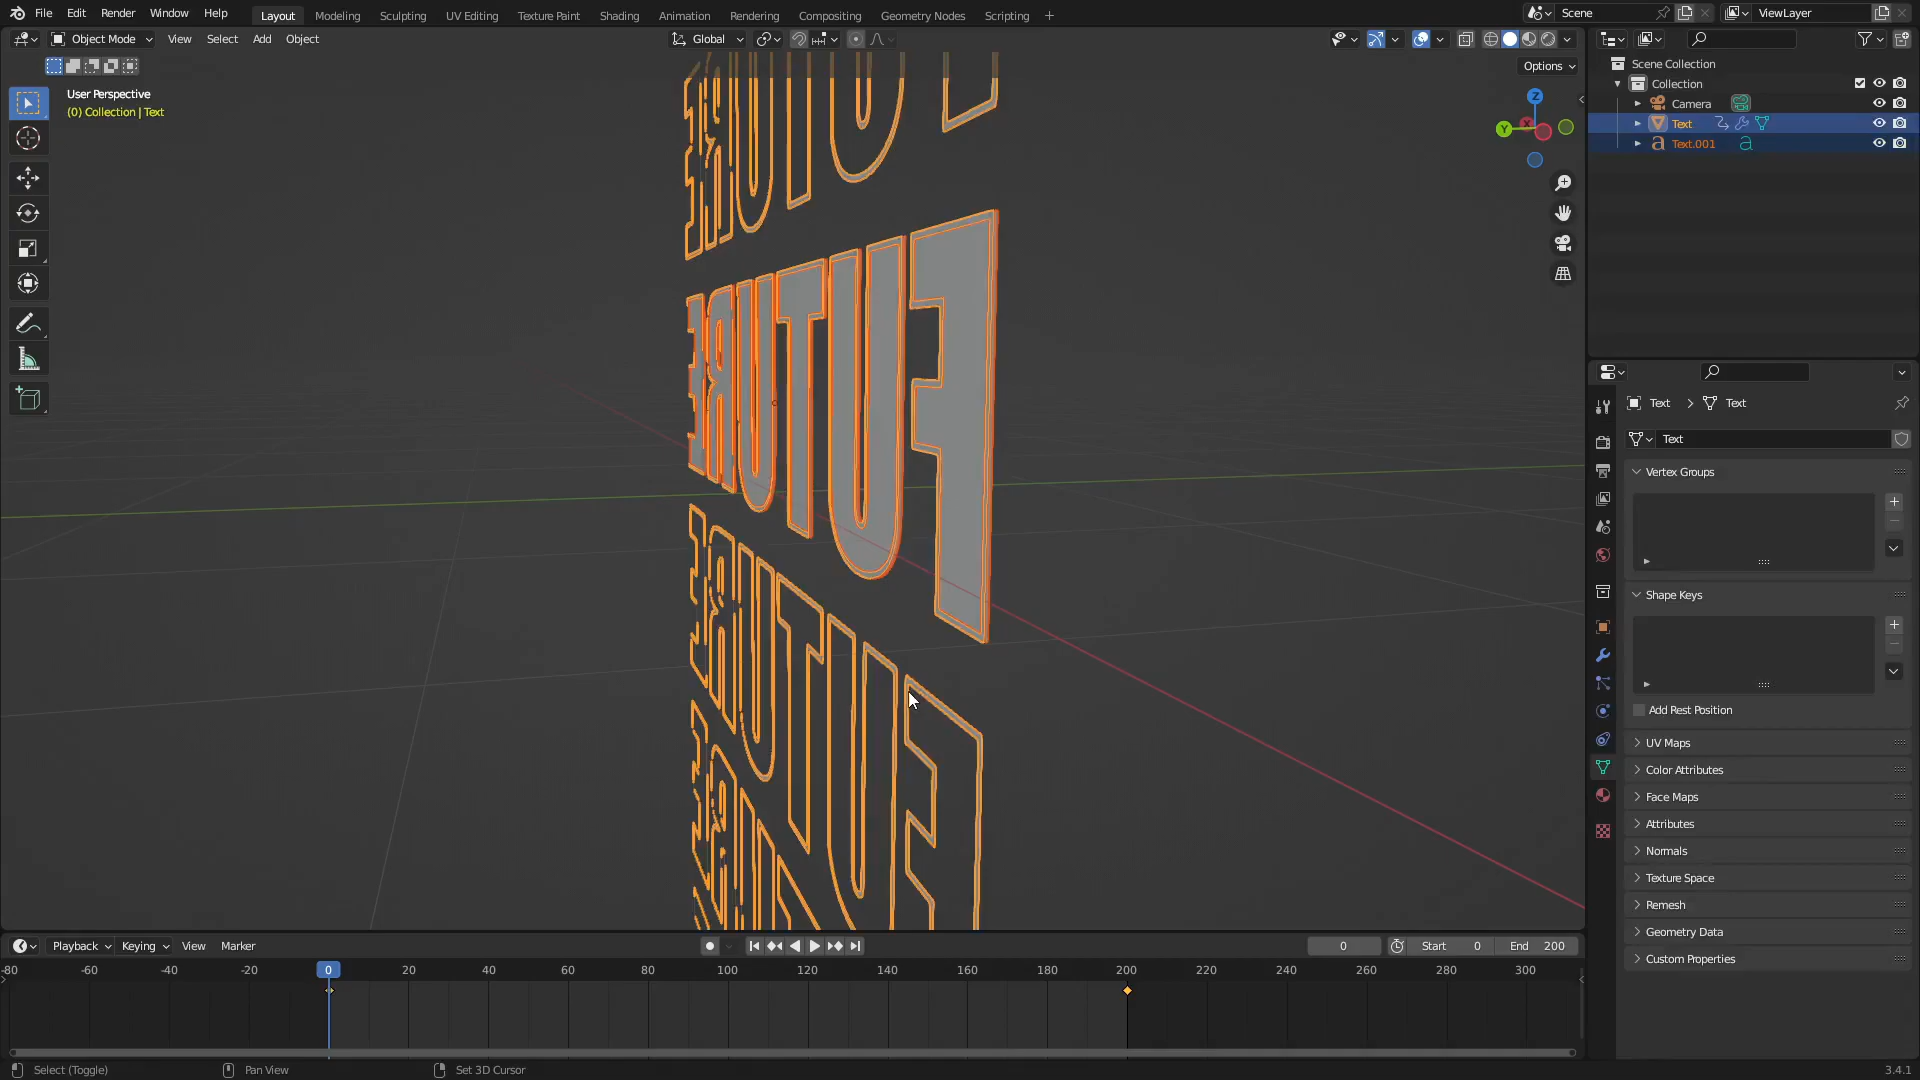 File Edit Render Window Help Layout Modeling Sculpting UV Editing Texture Paint Shading Animation Rendering Compositing Geometry Nodes Scripting + Scene ViewLayer
Object Mode View Select Add Object Global
Options
User Perspective
(0) Collection | Text
Z
Y
X
Scene Collection
Collection
Camera
Text
Text.001
FUTURE
FUTURE
FUTURE
Text > Text
Text
Vertex Groups
Shape Keys
Add Rest Position
UV Maps
Color Attributes
Face Maps
Attributes
Normals
Texture Space
Remesh
Geometry Data
Custom Properties
Playback Keying View Marker 0 Start 0 End 200
-80 -60 -40 -20 0 20 40 60 80 100 120 140 160 180 200 220 240 260 280 300
Select (Toggle) Pan View Set 3D Cursor 3.4.1